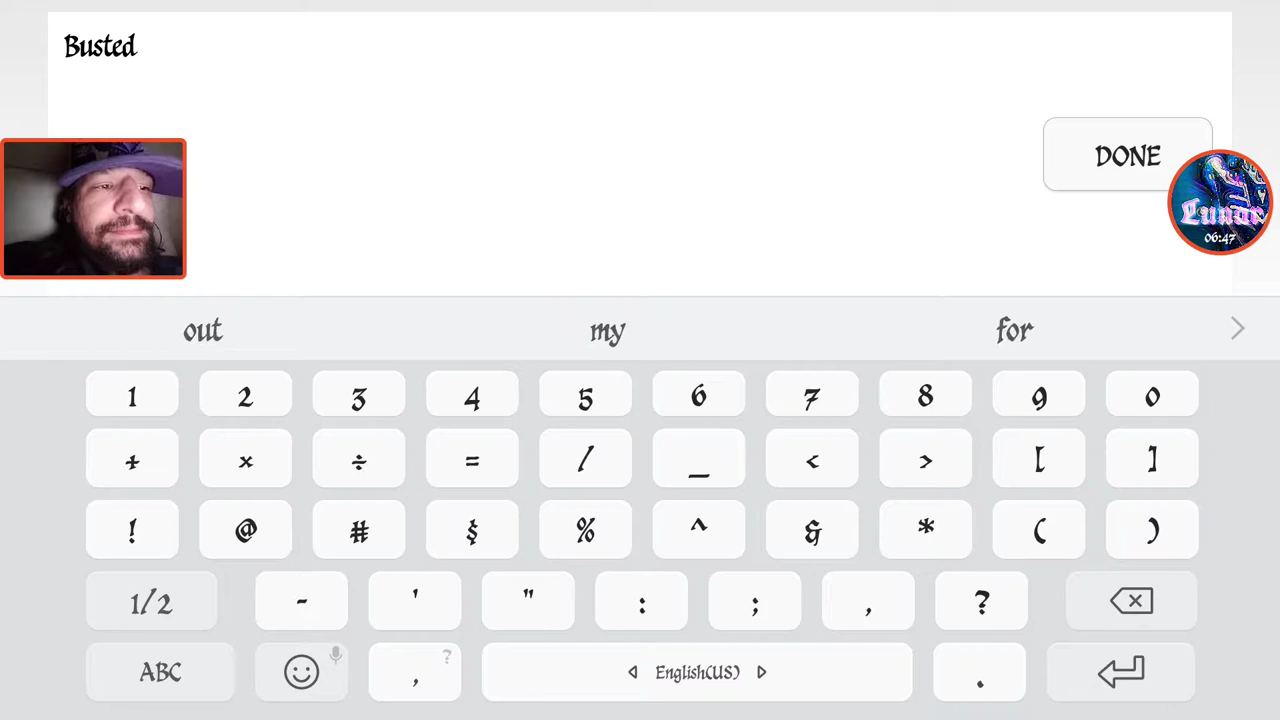 Busted
DONE
Lunar
06:47
out my for
1 2 3 4 5 6 7 8 9 0
+ × ÷ = / _ < > [ ]
! @ # § % ^ & * ( )
1/2 - ' " : ; , ?
ABC , ? English(US) .